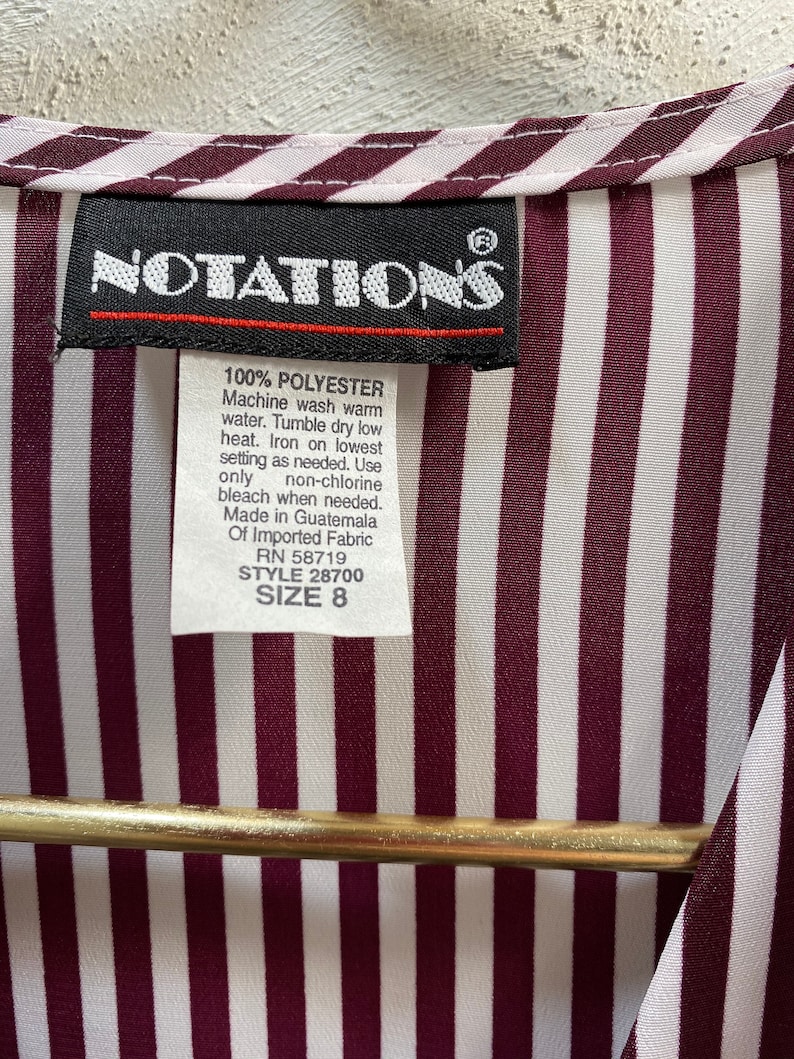 NOTATIONS®
100% POLYESTER
Machine wash warm
water. Tumble dry low
heat. Iron on lowest
setting as needed. Use
only non-chlorine
bleach when needed.
Made in Guatemala
Of Imported Fabric
RN 58719
STYLE 28700
SIZE 8